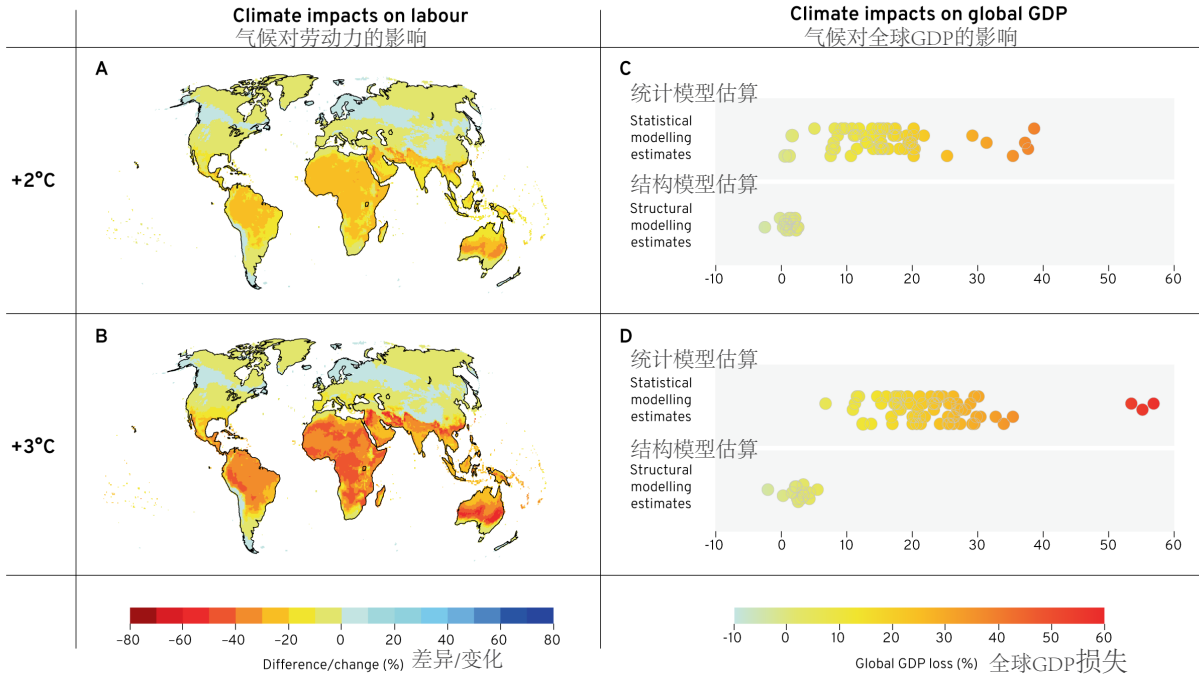 Climate impacts on labour
气候对劳动力的影响
Climate impacts on global GDP
气候对全球GDP的影响
+2°C
A
C
统计模型估算
Statistical
modelling
estimates
结构模型估算
Structural
modelling
estimates
-10 0 10 20 30 40 50 60
+3°C
B
D
统计模型估算
Statistical
modelling
estimates
结构模型估算
Structural
modelling
estimates
-10 0 10 20 30 40 50 60
-80 -60 -40 -20 0 20 40 60 80
Difference/change (%) 差异/变化
-10 0 10 20 30 40 50 60
Global GDP loss (%) 全球GDP损失